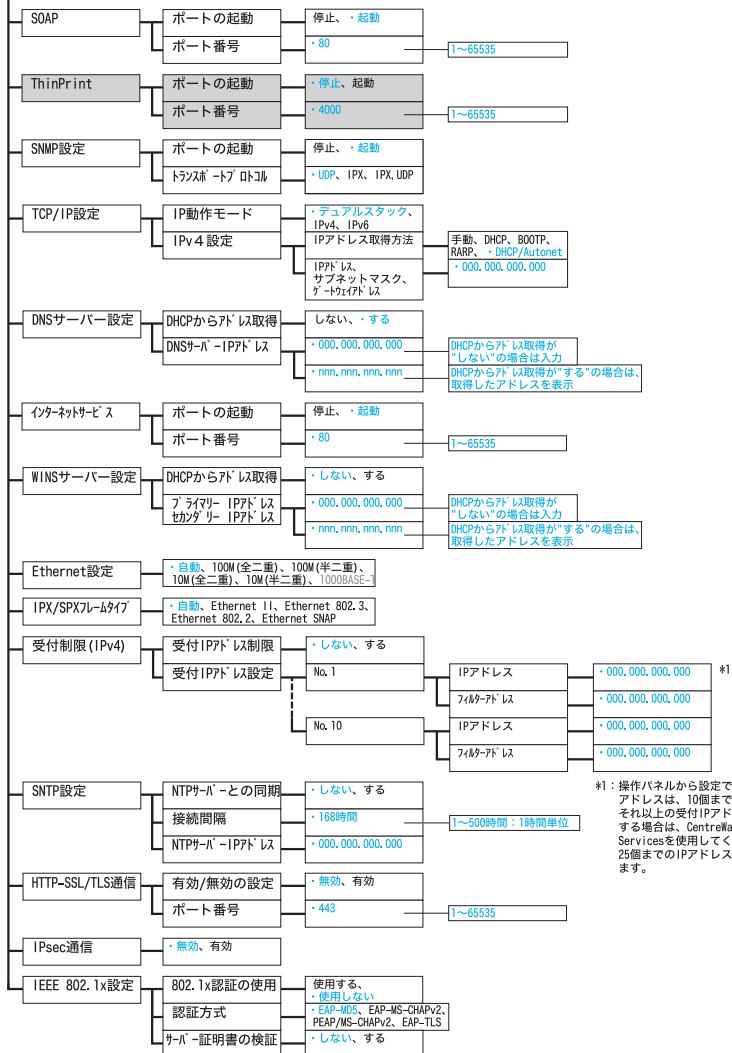 SOAP
ポートの起動
停止、・起動
ポート番号
・80
1～65535
ThinPrint
ポートの起動
・停止、起動
ポート番号
・4000
1～65535
SNMP設定
ポートの起動
停止、・起動
トランスポートプロトコル
・UDP、IPX、IPX,UDP
TCP/IP設定
IP動作モード
・デュアルスタック、
IPv4、IPv6
IPv４設定
IPアドレス取得方法
手動、DHCP、BOOTP、
RARP、・DHCP/Autonet
IPアドレス、
サブネットマスク、
ゲートウェイアドレス
・000.000.000.000
DNSサーバー設定
DHCPからアドレス取得
しない、・する
DNSサーバーIPアドレス
・000.000.000.000
DHCPからアドレス取得が
"しない"の場合は入力
・nnn.nnn.nnn.nnn
DHCPからアドレス取得が"する"の場合は、
取得したアドレスを表示
インターネットサービス
ポートの起動
停止、・起動
ポート番号
・80
1～65535
WINSサーバー設定
DHCPからアドレス取得
・しない、する
プライマリー IPアドレス
セカンダリー IPアドレス
・000.000.000.000
DHCPからアドレス取得が
"しない"の場合は入力
・nnn.nnn.nnn.nnn
DHCPからアドレス取得が"する"の場合は、
取得したアドレスを表示
Ethernet設定
・自動、100M(全二重)、100M(半二重)、
10M(全二重)、10M(半二重)、1000BASE-T
IPX/SPXフレームタイプ
・自動、Ethernet II、Ethernet 802.3、
Ethernet 802.2、Ethernet SNAP
受付制限(IPv4)
受付IPアドレス制限
・しない、する
受付IPアドレス設定
No.1
IPアドレス
・000.000.000.000
*1
フィルターアドレス
・000.000.000.000
No.10
IPアドレス
・000.000.000.000
フィルターアドレス
・000.000.000.000
*1：操作パネルから設定で
アドレスは、10個まで
それ以上の受付IPアド
する場合は、CentreWa
Servicesを使用してく
25個までのIPアドレス
ます。
SNTP設定
NTPサーバーとの同期
・しない、する
接続間隔
・168時間
1～500時間：1時間単位
NTPサーバーIPアドレス
・000.000.000.000
HTTP-SSL/TLS通信
有効/無効の設定
・無効、有効
ポート番号
・443
1～65535
IPsec通信
・無効、有効
IEEE 802.1x設定
802.1x認証の使用
使用する、
・使用しない
認証方式
・EAP-MD5、EAP-MS-CHAPv2、
PEAP/MS-CHAPv2、EAP-TLS
サーバー証明書の検証
・しない、する